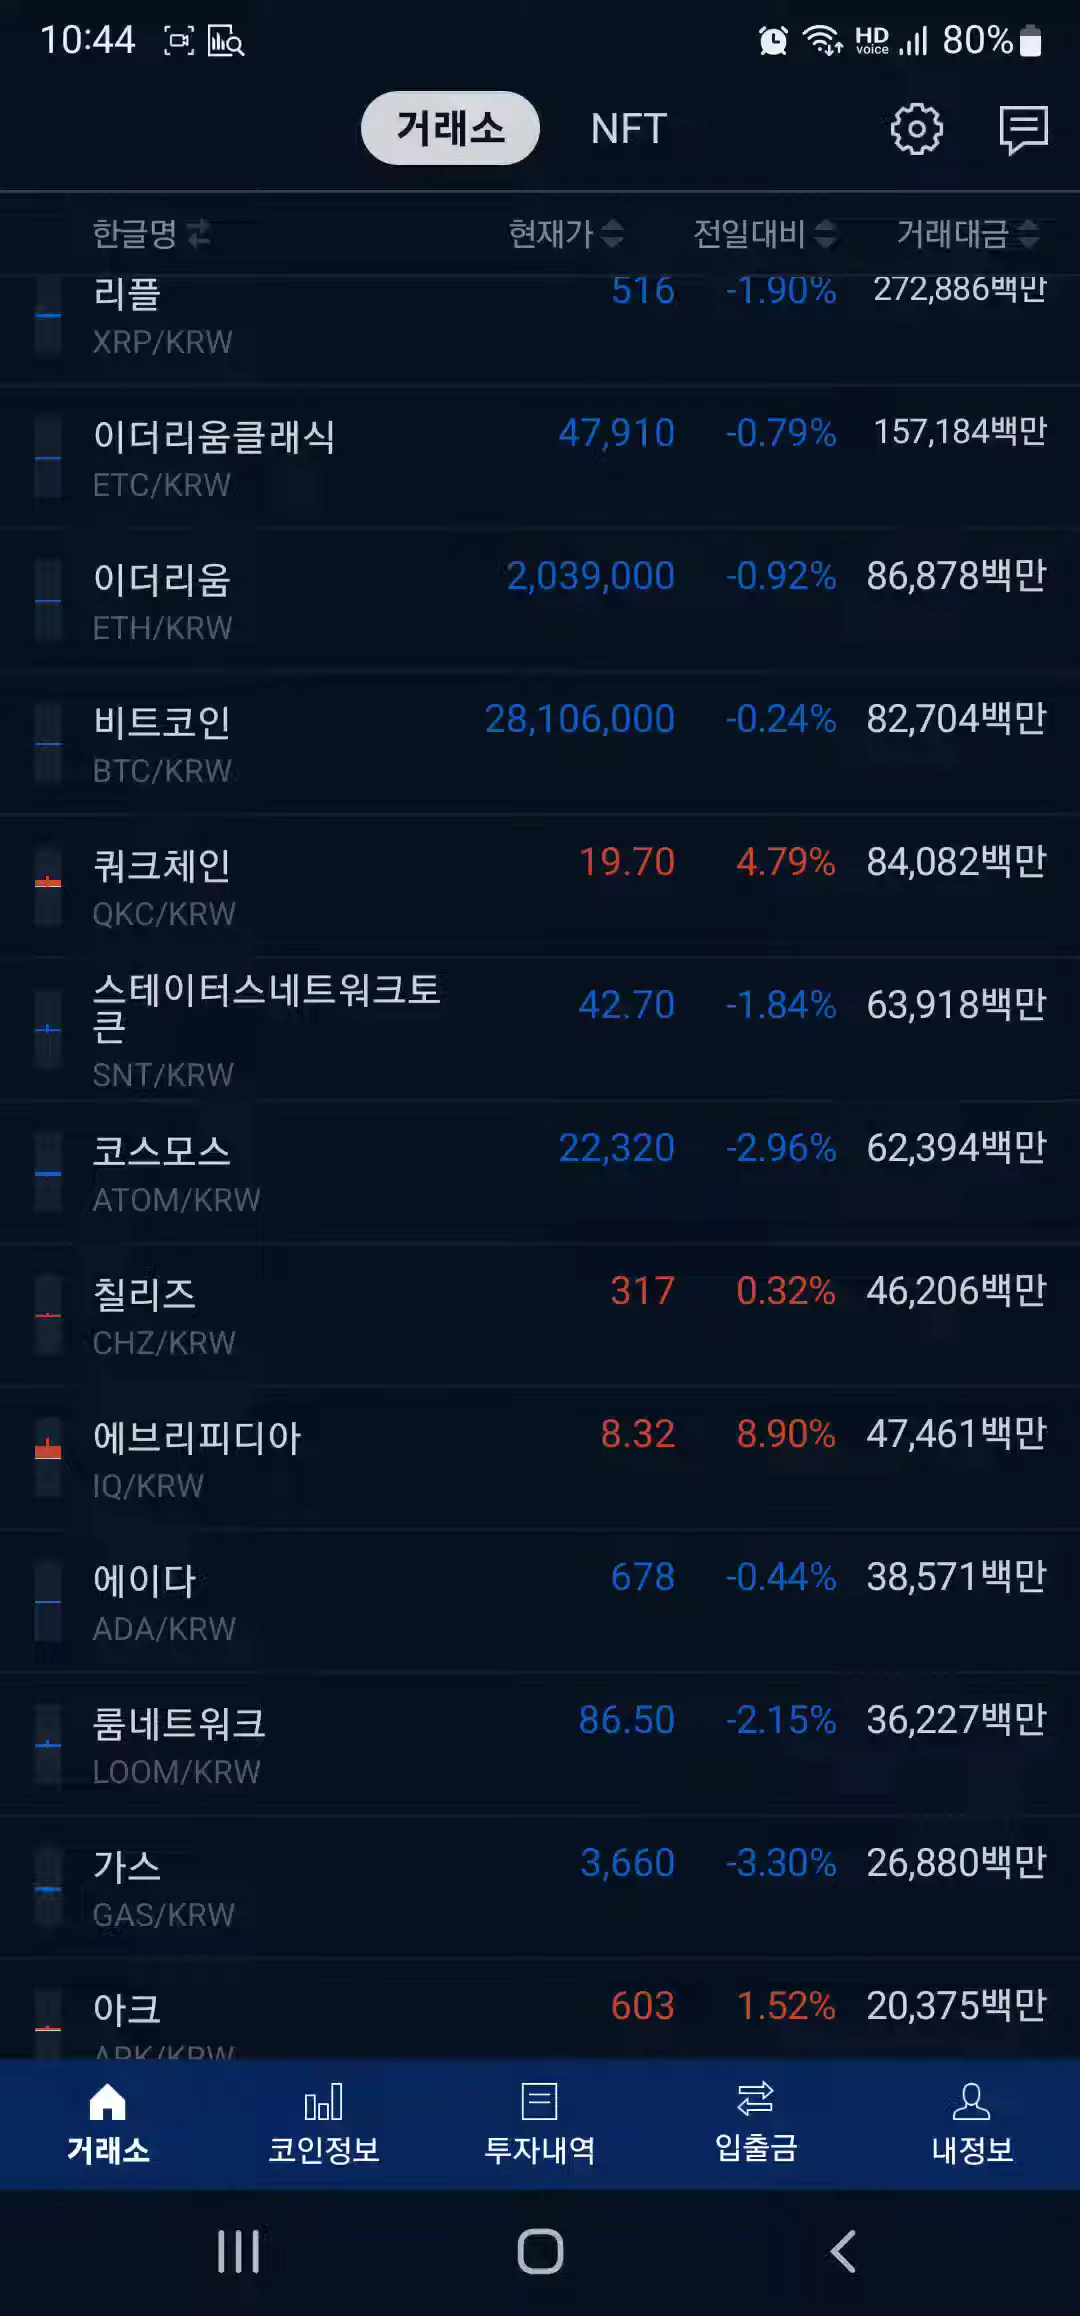 10:44 HD voice 80%
거래소 NFT
한글명 현재가 전일대비 거래대금
리플 516 -1.90% 272,886백만
XRP/KRW
이더리움클래식 47,910 -0.79% 157,184백만
ETC/KRW
이더리움 2,039,000 -0.92% 86,878백만
ETH/KRW
비트코인 28,106,000 -0.24% 82,704백만
BTC/KRW
쿼크체인 19.70 4.79% 84,082백만
QKC/KRW
스테이터스네트워크토
큰 42.70 -1.84% 63,918백만
SNT/KRW
코스모스 22,320 -2.96% 62,394백만
ATOM/KRW
칠리즈 317 0.32% 46,206백만
CHZ/KRW
에브리피디아 8.32 8.90% 47,461백만
IQ/KRW
에이다 678 -0.44% 38,571백만
ADA/KRW
룸네트워크 86.50 -2.15% 36,227백만
LOOM/KRW
가스 3,660 -3.30% 26,880백만
GAS/KRW
아크 603 1.52% 20,375백만
ARK/KRW
거래소 코인정보 투자내역 입출금 내정보